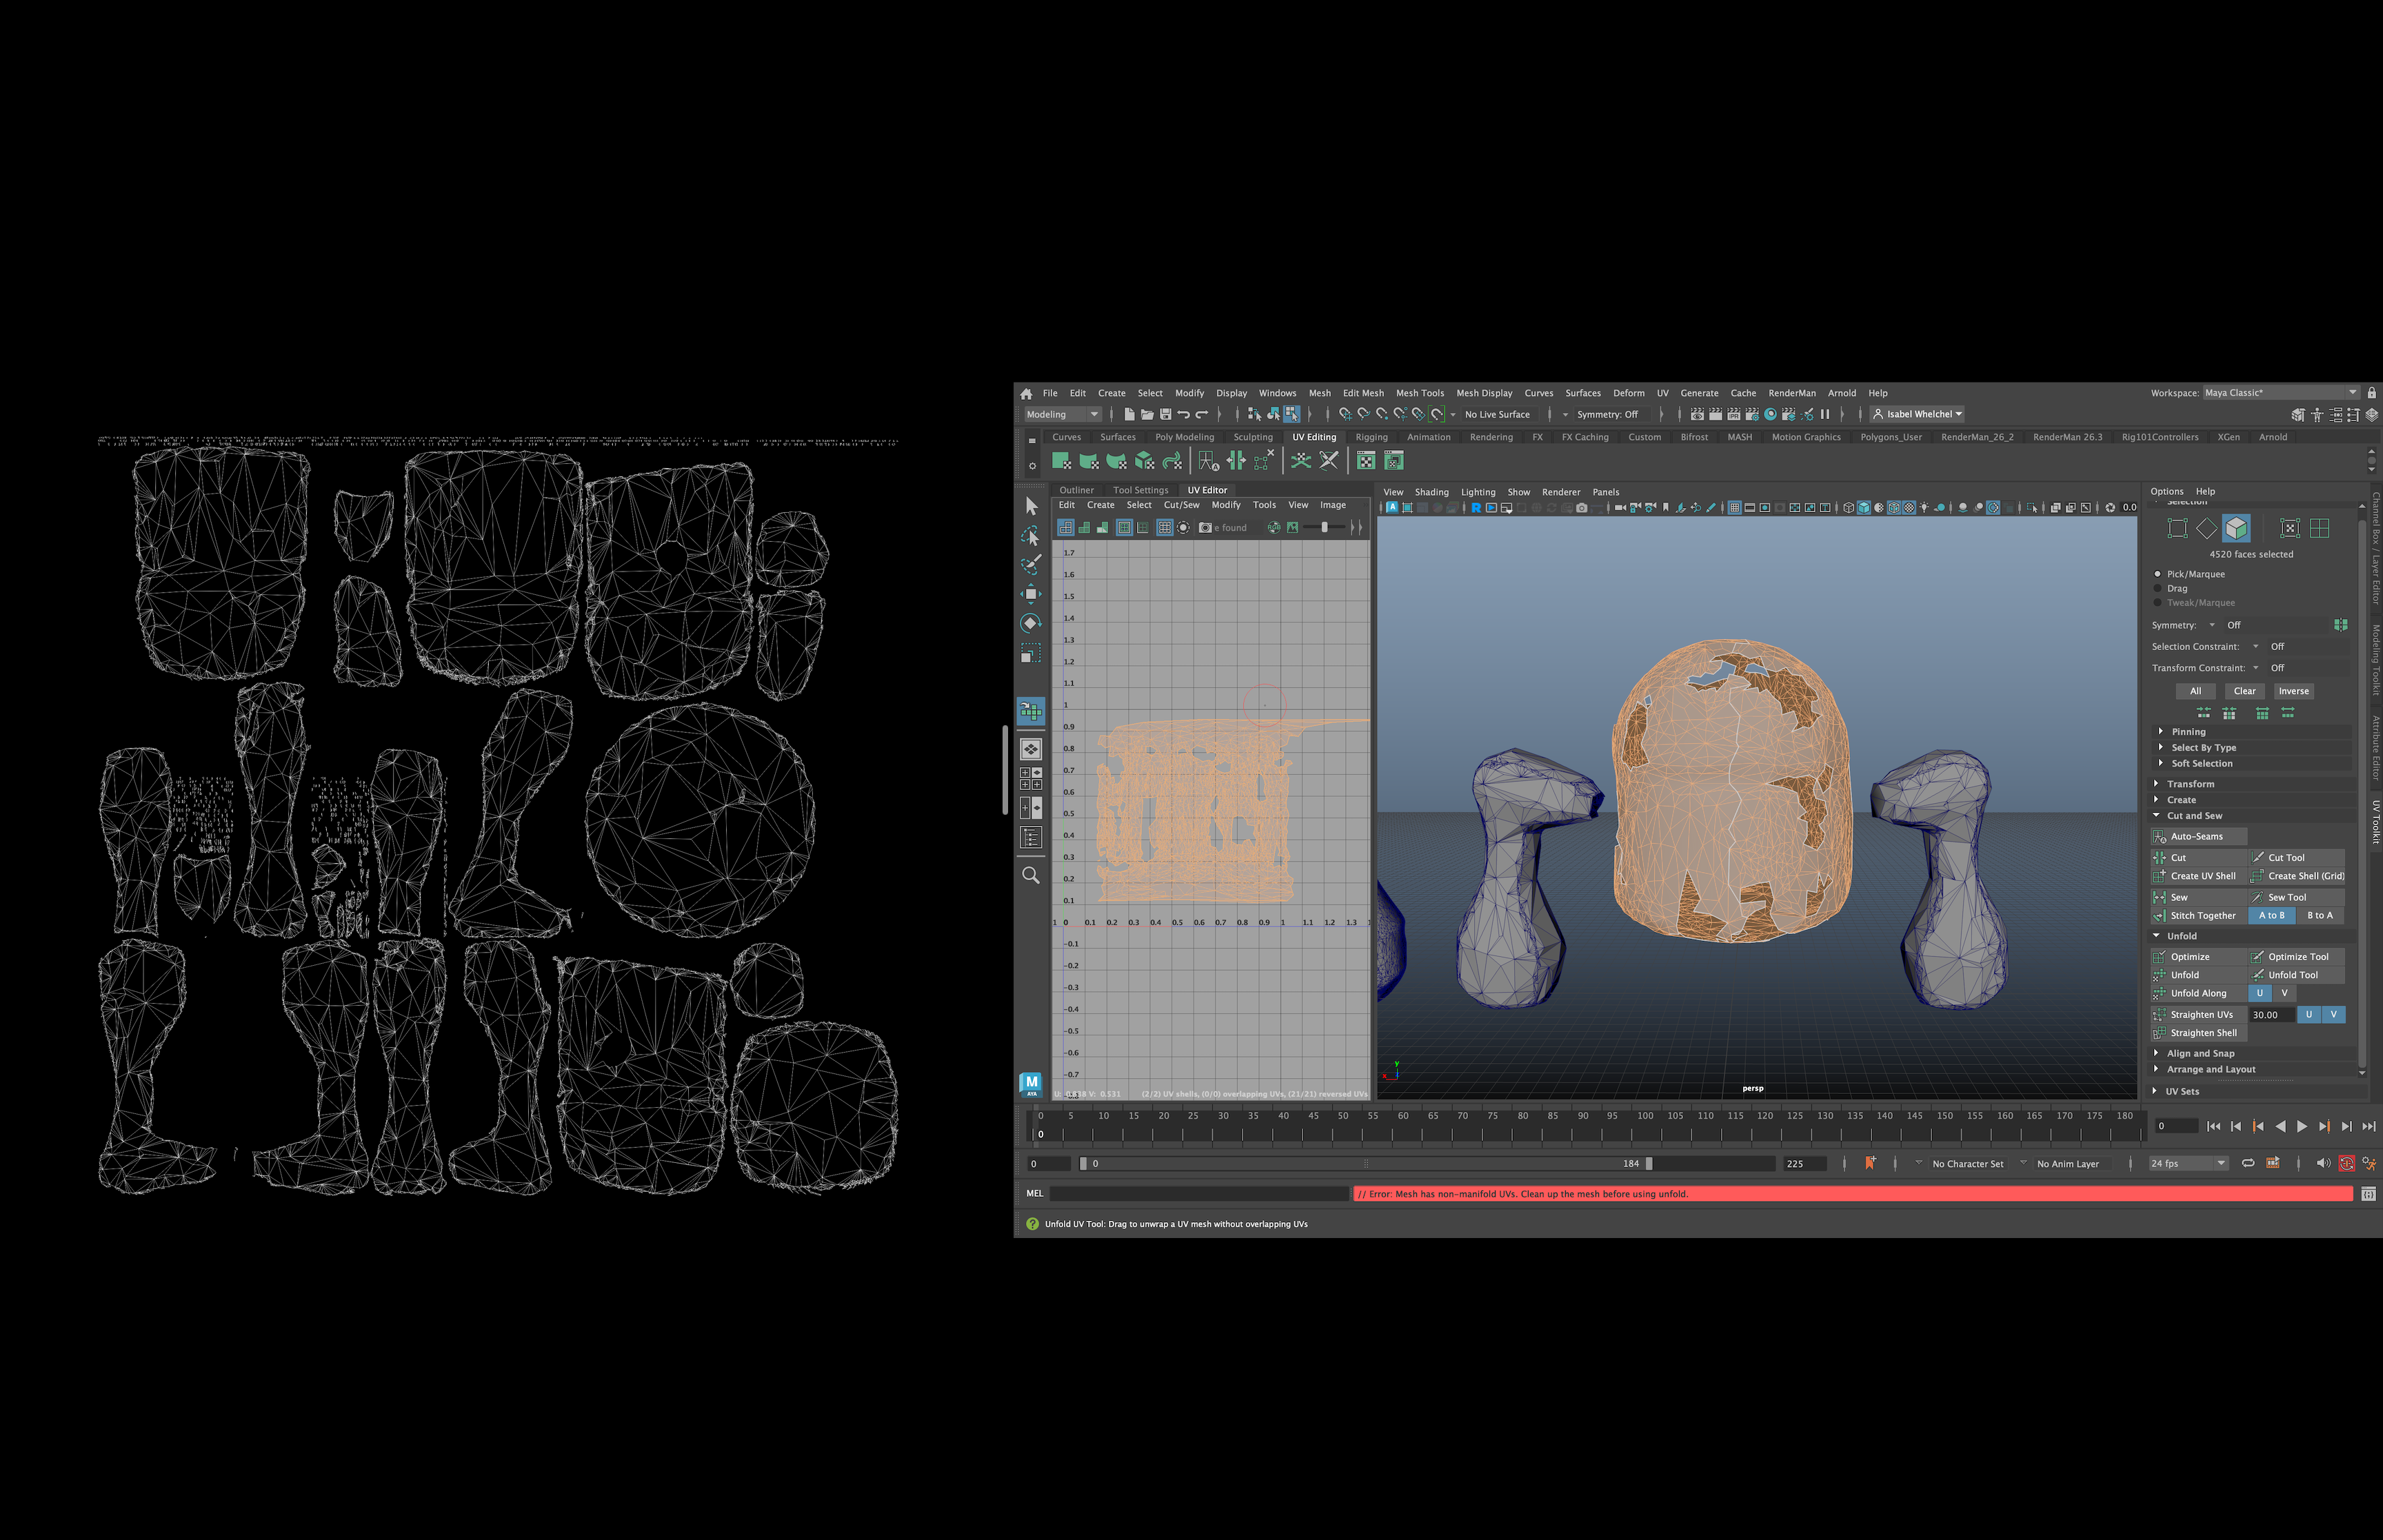 File Edit Create Select Modify Display Windows Mesh Edit Mesh Mesh Tools Mesh Display Curves Surfaces Deform UV Generate Cache RenderMan Arnold Help
Workspace: Maya Classic*
Modeling
No Live Surface
Symmetry: Off
Isabel Whelchel
Curves Surfaces Poly Modeling Sculpting UV Editing Rigging Animation Rendering FX FX Caching Custom Bifrost MASH Motion Graphics Polygons_User RenderMan_26_2 RenderMan 26.3 Rig101Controllers XGen Arnold
Outliner Tool Settings UV Editor
Edit Create Select Cut/Sew Modify Tools View Image
e found
1.7
1.6
1.5
1.4
1.3
1.2
1.1
1
0.9
0.8
0.7
0.6
0.5
0.4
0.3
0.2
0.1
1 0 0.1 0.2 0.3 0.4 0.5 0.6 0.7 0.8 0.9 1 1.1 1.2 1.3
-0.1
-0.2
-0.3
-0.4
-0.5
-0.6
-0.7
V: 0.531 (2/2) UV shells, (0/0) overlapping UVs, (21/21) reversed UVs
View Shading Lighting Show Renderer Panels
0.0
y
x
persp
Options Help
Selection
4520 faces selected
Pick/Marquee
Drag
Tweak/Marquee
Symmetry: Off
Selection Constraint: Off
Transform Constraint: Off
All Clear Inverse
Pinning
Select By Type
Soft Selection
Transform
Create
Cut and Sew
Auto-Seams
Cut Cut Tool
Create UV Shell Create Shell (Grid)
Sew Sew Tool
Stitch Together A to B B to A
Unfold
Optimize Optimize Tool
Unfold Unfold Tool
Unfold Along U V
Straighten UVs 30.00 U V
Straighten Shell
Align and Snap
Arrange and Layout
UV Sets
Channel Box / Layer Editor
Modeling Toolkit
Attribute Editor
UV Toolkit
M
AYA
0 5 10 15 20 25 30 35 40 45 50 55 60 65 70 75 80 85 90 95 100 105 110 115 120 125 130 135 140 145 150 155 160 165 170 175 180
0
0
0 0 184 225 No Character Set No Anim Layer 24 fps
MEL // Error: Mesh has non-manifold UVs. Clean up the mesh before using unfold.
Unfold UV Tool: Drag to unwrap a UV mesh without overlapping UVs